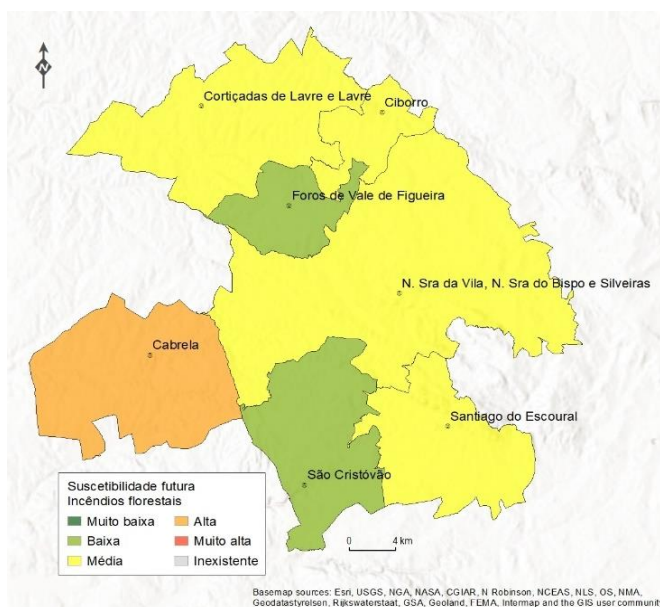 N
Cortiçadas de Lavre e Lavre
Ciborro
Foros de Vale de Figueira
N. Sra da Vila, N. Sra do Bispo e Silveiras
Cabrela
Santiago do Escoural
São Cristóvão
Suscetibilidade futura
Incêndios florestais
Muito baixa
Alta
Baixa
Muito alta
Média
Inexistente
0 4 km
Basemap sources: Esri, USGS, NGA, NASA, CGIAR, N Robinson, NCEAS, NLS, OS, NMA,
Geodatastyrelsen, Rijkswaterstaat, GSA, Geoland, FEMA, Intermap and the GIS user communit